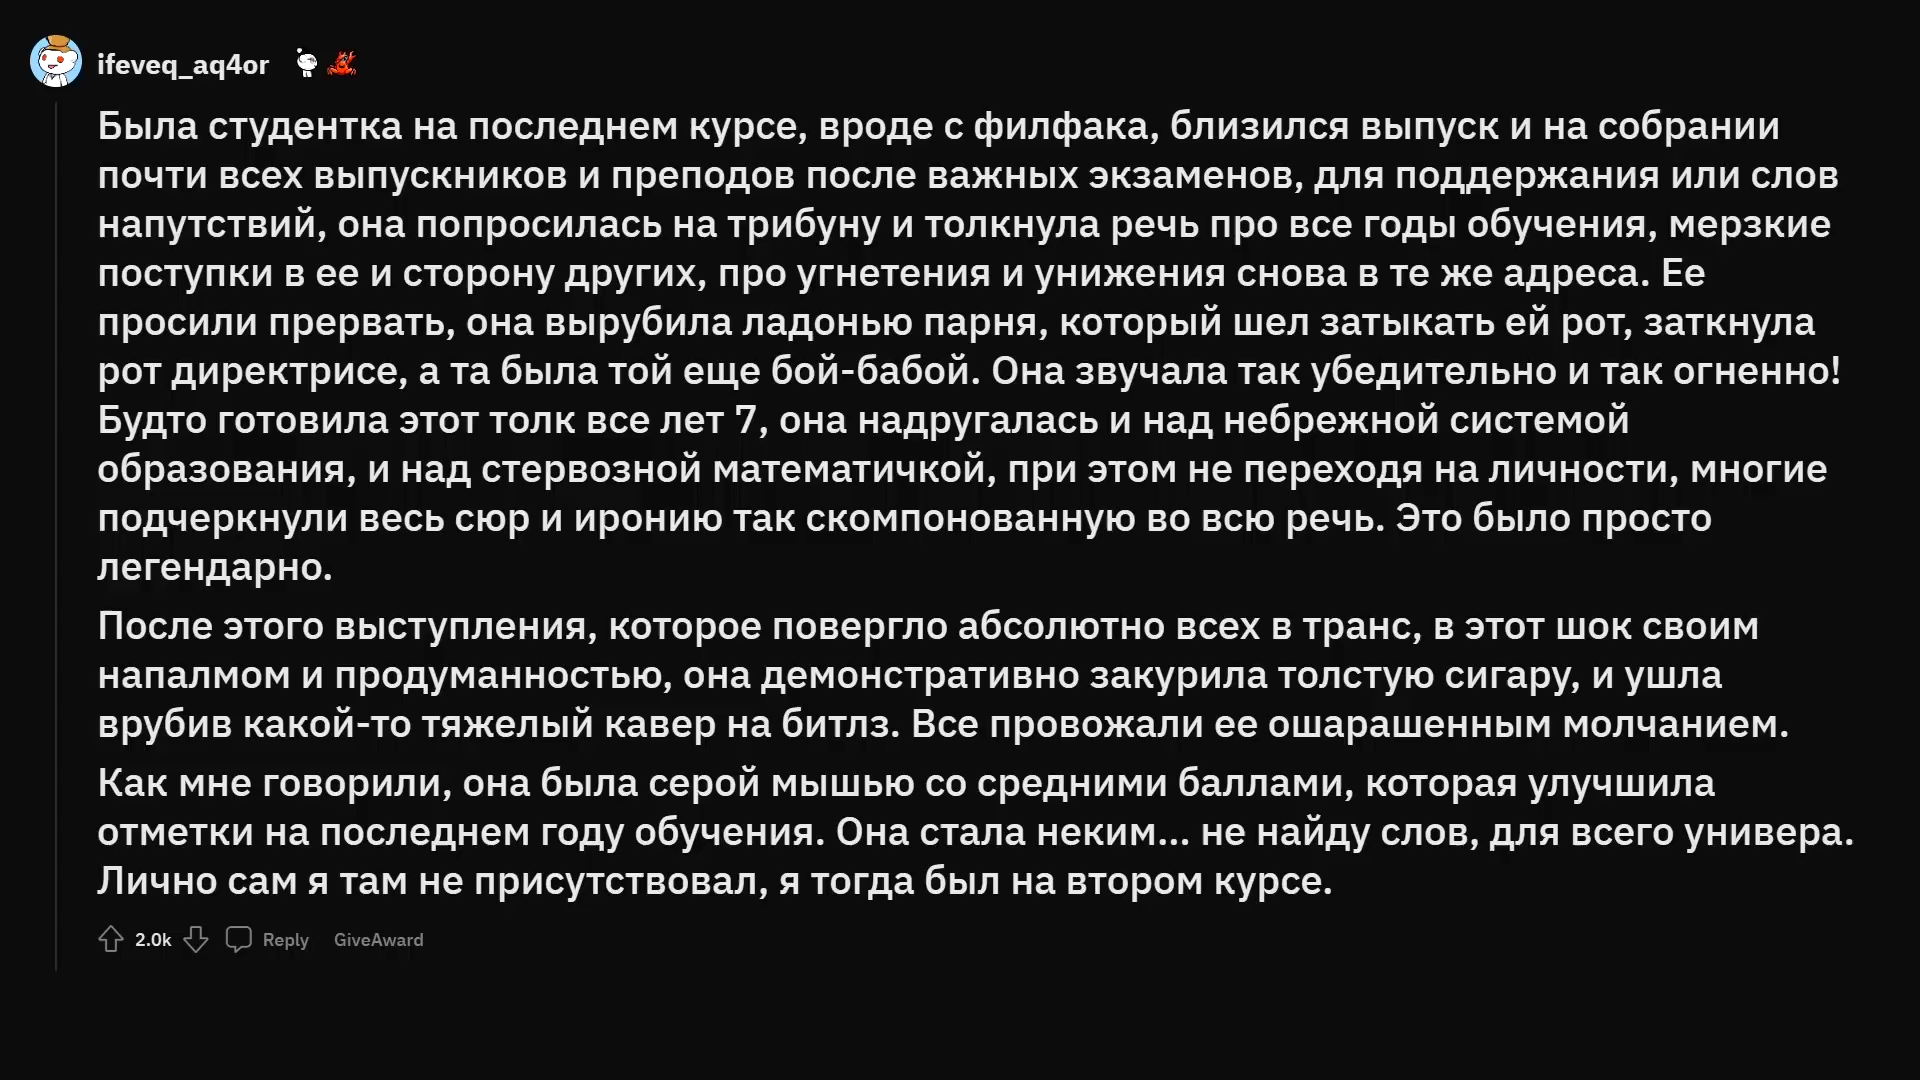 ifeveq_aq4or
Была студентка на последнем курсе, вроде с филфака, близился выпуск и на собрании
почти всех выпускников и преподов после важных экзаменов, для поддержания или слов
напутствий, она попросилась на трибуну и толкнула речь про все годы обучения, мерзкие
поступки в ее и сторону других, про угнетения и унижения снова в те же адреса. Ее
просили прервать, она вырубила ладонью парня, который шел затыкать ей рот, заткнула
рот директрисе, а та была той еще бой-бабой. Она звучала так убедительно и так огненно!
Будто готовила этот толк все лет 7, она надругалась и над небрежной системой
образования, и над стервозной математичкой, при этом не переходя на личности, многие
подчеркнули весь сюр и иронию так скомпонованную во всю речь. Это было просто
легендарно.
После этого выступления, которое повергло абсолютно всех в транс, в этот шок своим
напалмом и продуманностью, она демонстративно закурила толстую сигару, и ушла
врубив какой-то тяжелый кавер на битлз. Все провожали ее ошарашенным молчанием.
Как мне говорили, она была серой мышью со средними баллами, которая улучшила
отметки на последнем году обучения. Она стала неким... не найду слов, для всего универа.
Лично сам я там не присутствовал, я тогда был на втором курсе.
2.0k Reply GiveAward